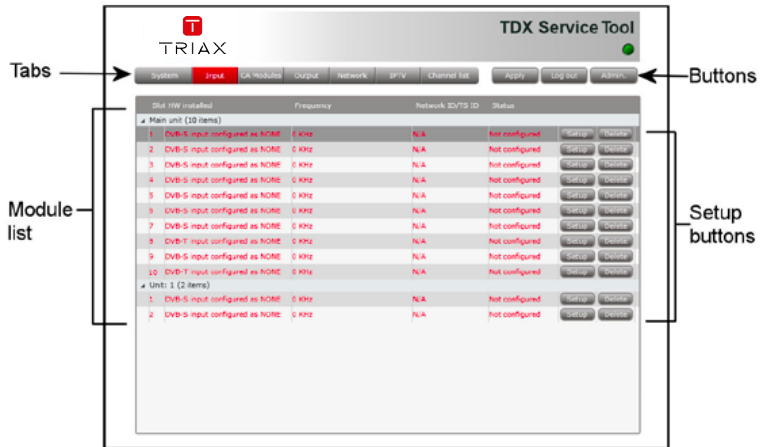 TRIAX
TDX Service Tool
Tabs
System Input CA Modules Output Network IPTV Channel list Apply Log out Admin.
Buttons
Slot HW installed Frequency Network ID/TS ID Status
Main unit (10 items)
1 DVB-S input configured as NONE 0 KHz N/A Not configured Setup Delete
2 DVB-S input configured as NONE 0 KHz N/A Not configured Setup Delete
3 DVB-S input configured as NONE 0 KHz N/A Not configured Setup Delete
4 DVB-S input configured as NONE 0 KHz N/A Not configured Setup Delete
5 DVB-S input configured as NONE 0 KHz N/A Not configured Setup Delete
6 DVB-S input configured as NONE 0 KHz N/A Not configured Setup Delete
Module list
Setup buttons
7 DVB-S input configured as NONE 0 KHz N/A Not configured Setup Delete
8 DVB-T input configured as NONE 0 KHz N/A Not configured Setup Delete
9 DVB-S input configured as NONE 0 KHz N/A Not configured Setup Delete
10 DVB-T input configured as NONE 0 KHz N/A Not configured Setup Delete
Unit: 1 (2 items)
1 DVB-S input configured as NONE 0 KHz N/A Not configured Setup Delete
2 DVB-S input configured as NONE 0 KHz N/A Not configured Setup Delete